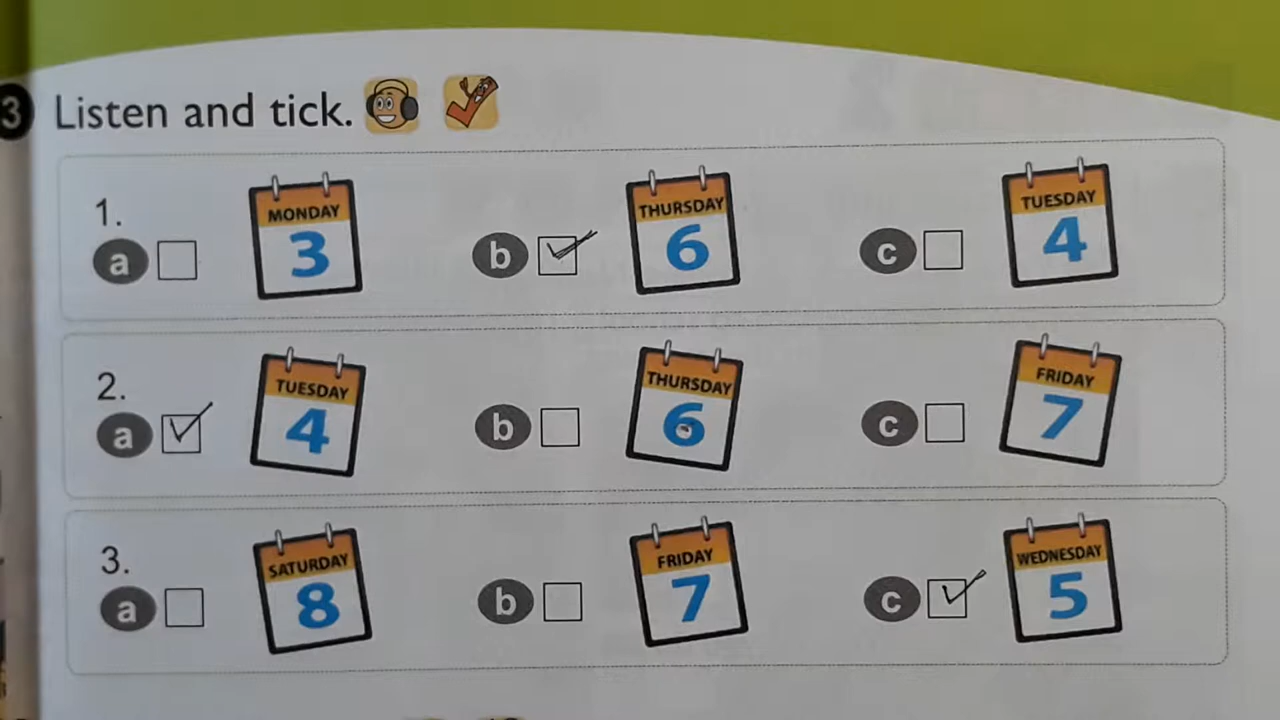 3 Listen and tick.
1.
a MONDAY 3 b THURSDAY 6 c TUESDAY 4
2.
a TUESDAY 4 b THURSDAY 6 c FRIDAY 7
3.
a SATURDAY 8 b FRIDAY 7 c WEDNESDAY 5